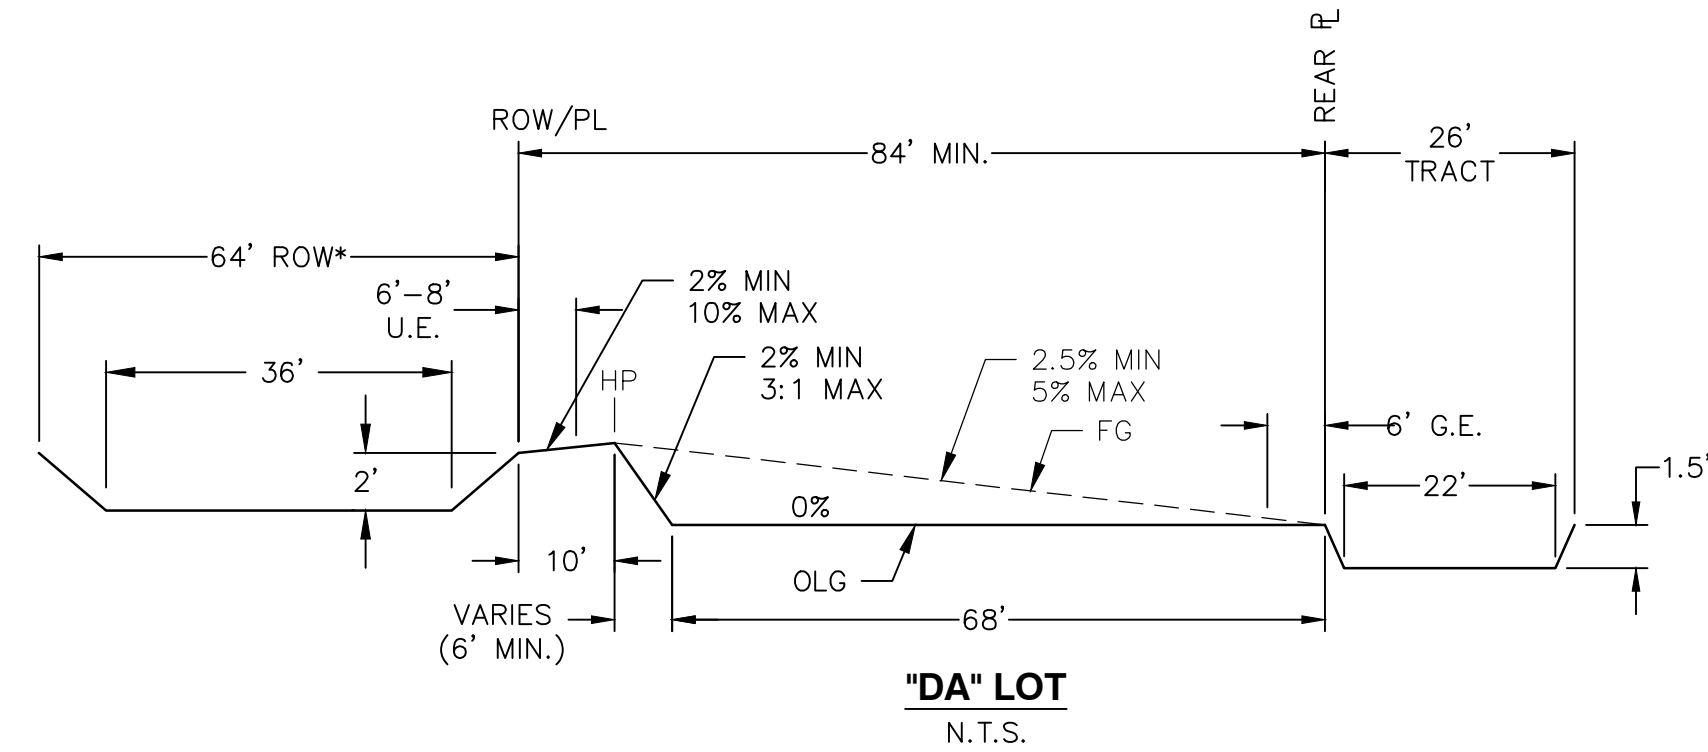 REAR PL
ROW/PL
84' MIN.
26'
TRACT
64' ROW*
6'-8'
U.E.
2% MIN
10% MAX
36'
HP
2% MIN
3:1 MAX
2.5% MIN
5% MAX
FG
6' G.E.
2'
0%
22'
1.5'
10'
OLG
VARIES
(6' MIN.)
68'
"DA" LOT
N.T.S.